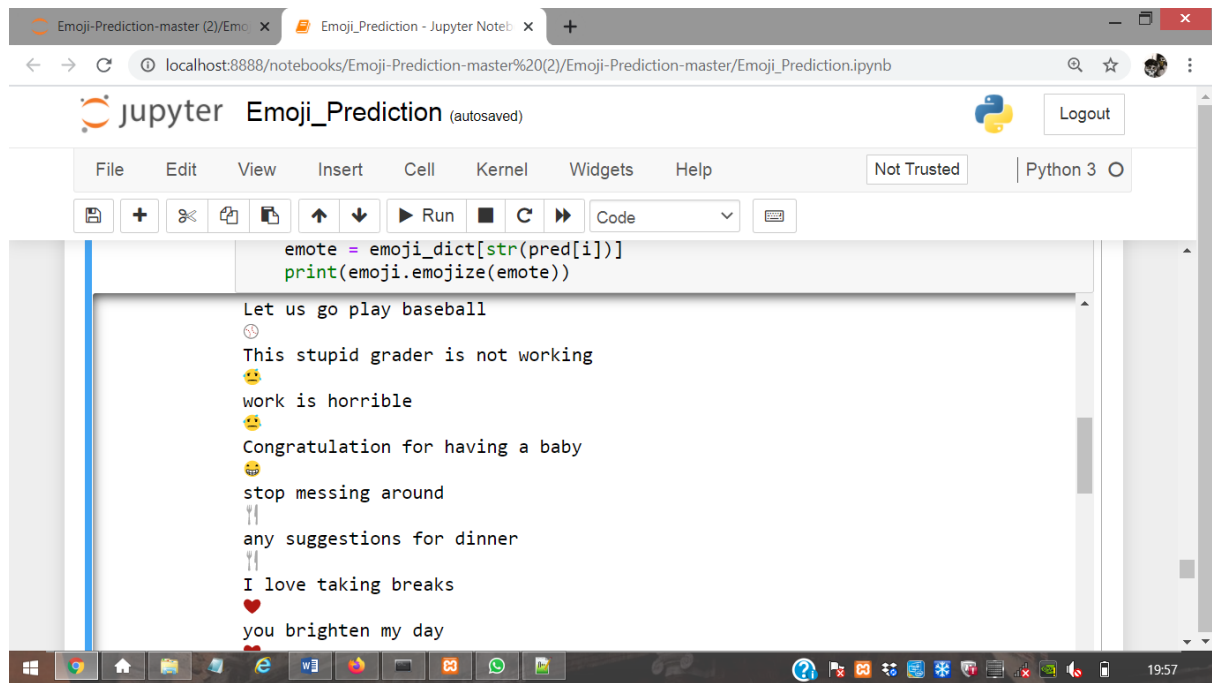 Emoji-Prediction-master (2)/Emo
Emoji_Prediction - Jupyter Noteb
localhost:8888/notebooks/Emoji-Prediction-master%20(2)/Emoji-Prediction-master/Emoji_Prediction.ipynb
jupyter Emoji_Prediction (autosaved)
Logout
File Edit View Insert Cell Kernel Widgets Help Not Trusted Python 3
Run Code
emote = emoji_dict[str(pred[i])]
print(emoji.emojize(emote))
Let us go play baseball
⚾
This stupid grader is not working
😓
work is horrible
😓
Congratulation for having a baby
😁
stop messing around
🍴
any suggestions for dinner
🍴
I love taking breaks
❤
you brighten my day
❤
19:57